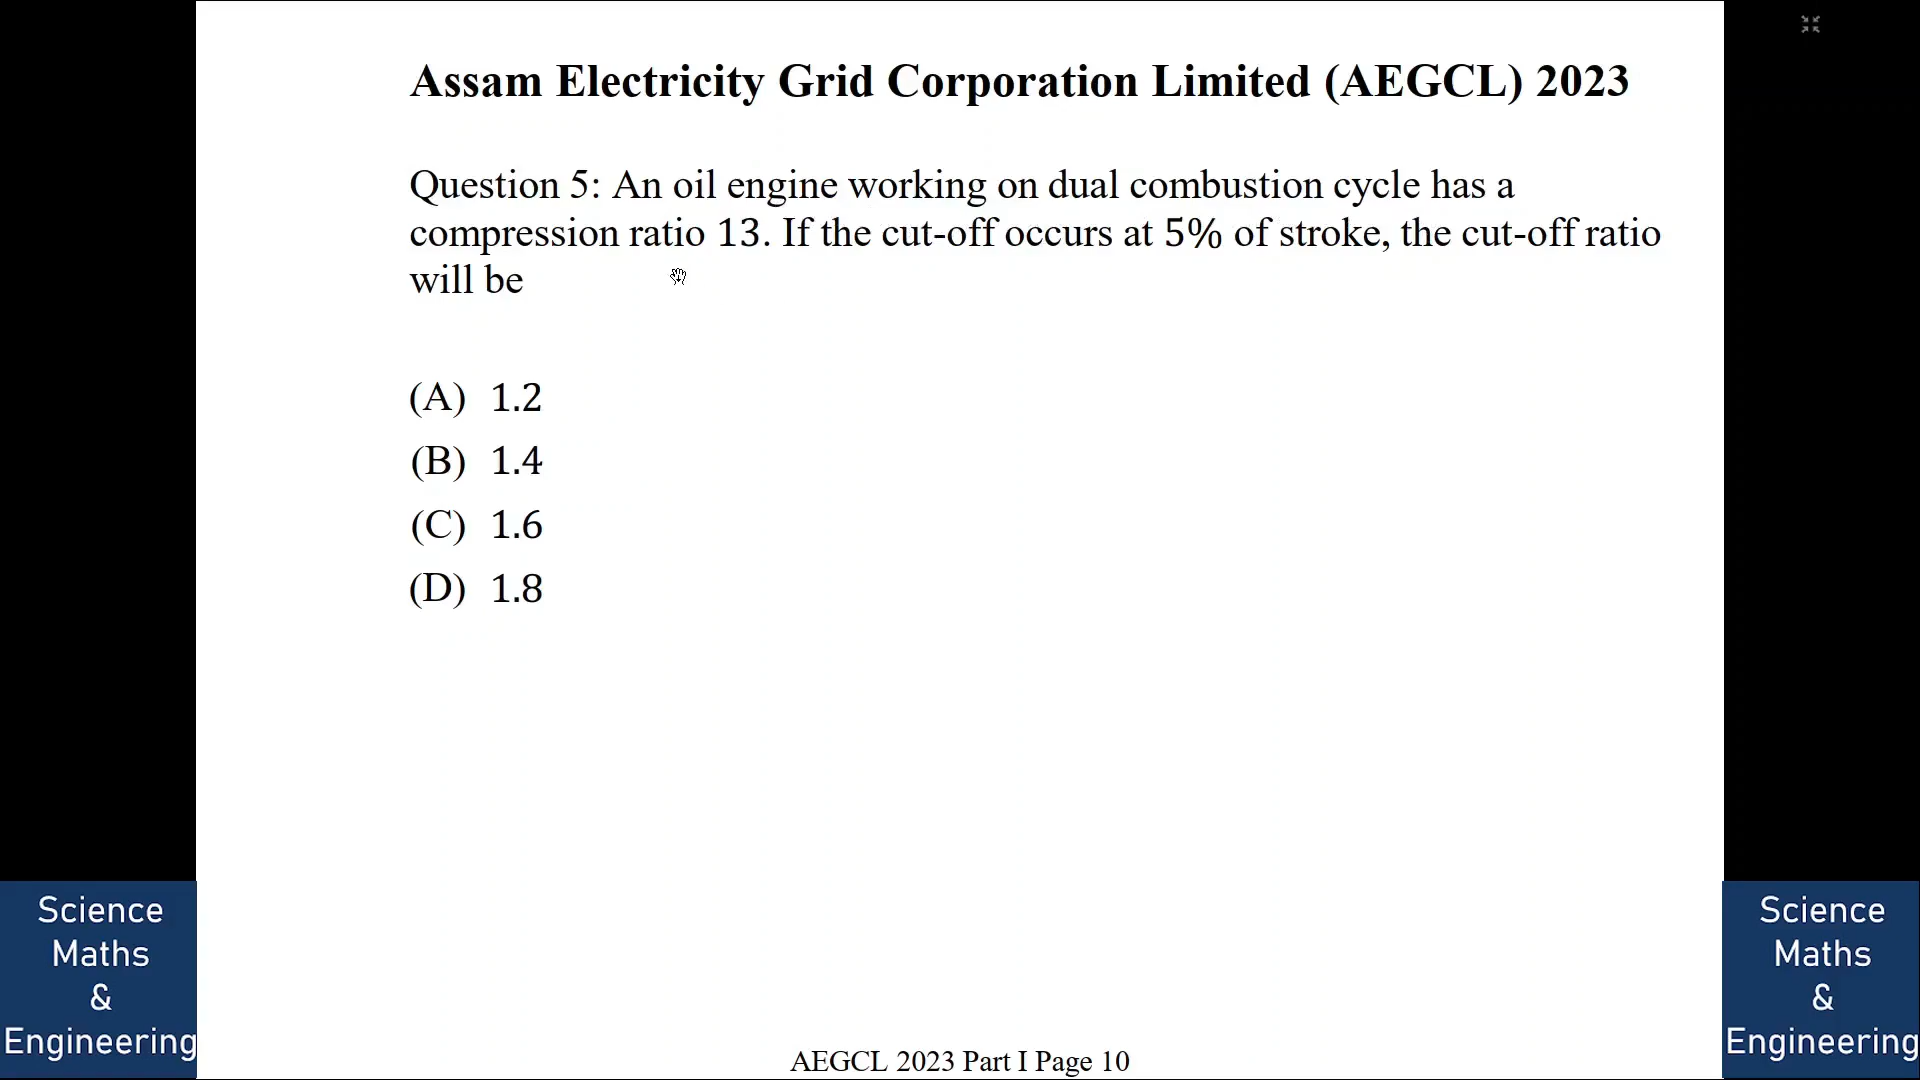 Assam Electricity Grid Corporation Limited (AEGCL) 2023
Question 5: An oil engine working on dual combustion cycle has a
compression ratio 13. If the cut-off occurs at 5% of stroke, the cut-off ratio
will be
(A) 1.2
(B) 1.4
(C) 1.6
(D) 1.8
Science
Maths
&
Engineering
Science
Maths
&
Engineering
AEGCL 2023 Part I Page 10